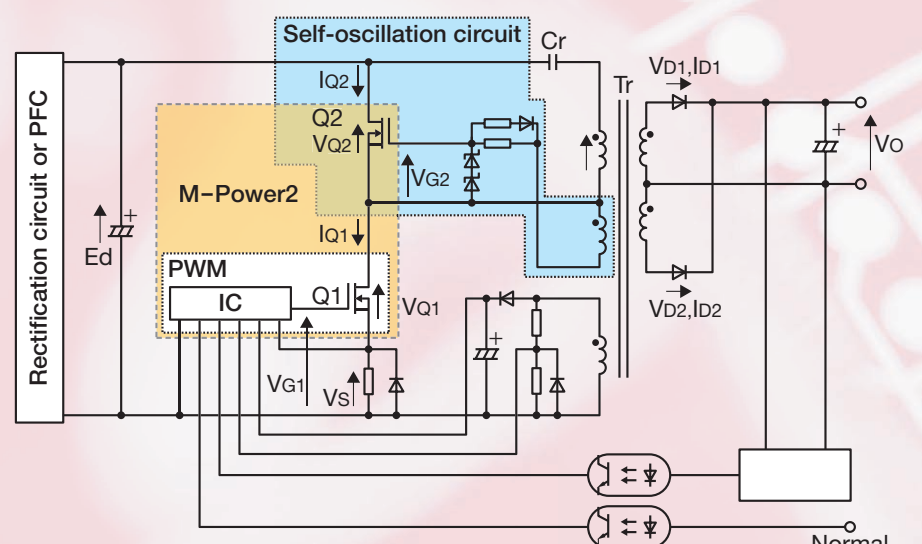 Self-oscillation circuit
Cr
IQ2
Tr
VD1,ID1
Q2
VQ2
VG2
VO
M-Power2
IQ1
Ed
PWM
IC
Q1
VQ1
VD2,ID2
VG1
VS
Rectification circuit or PFC
Normal